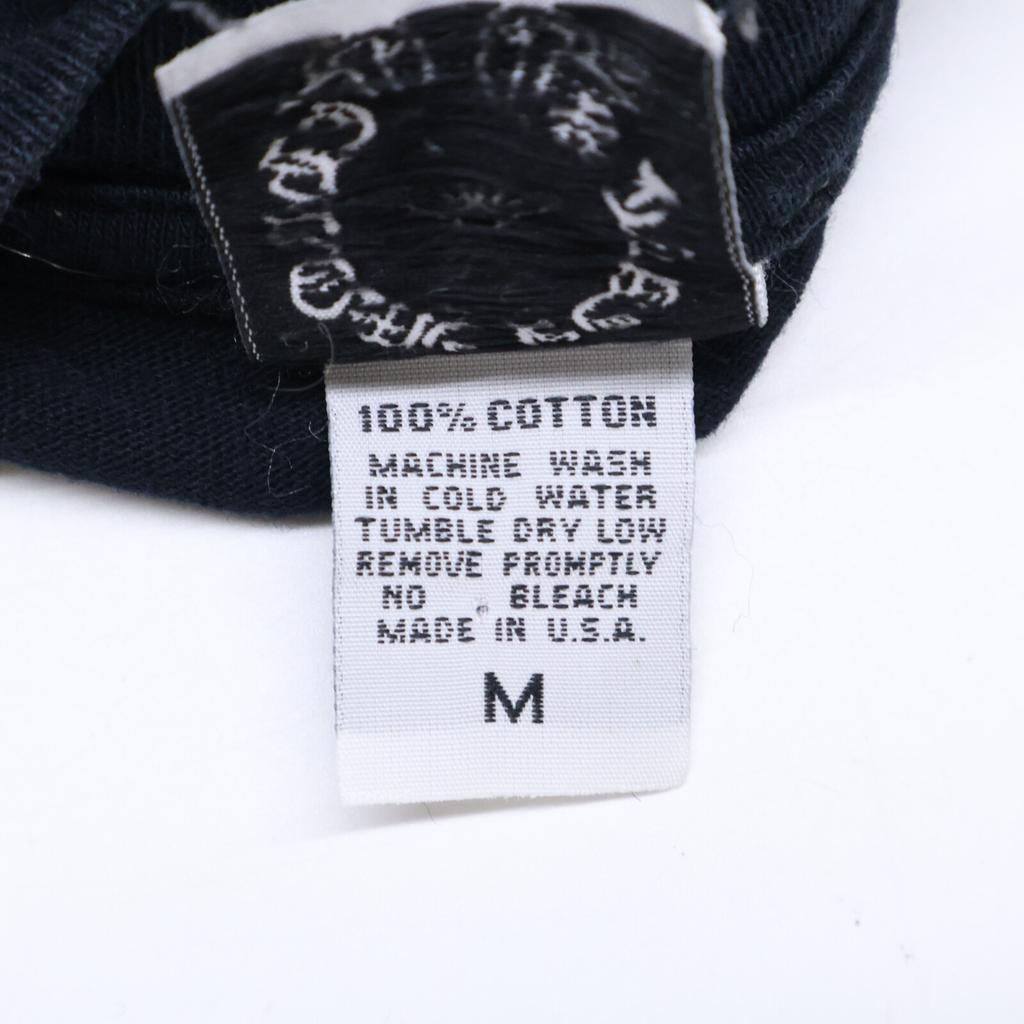 100% COTTON
MACHINE WASH
IN COLD WATER
TUMBLE DRY LOW
REMOVE PROMPTLY
NO BLEACH
MADE IN U.S.A.
M